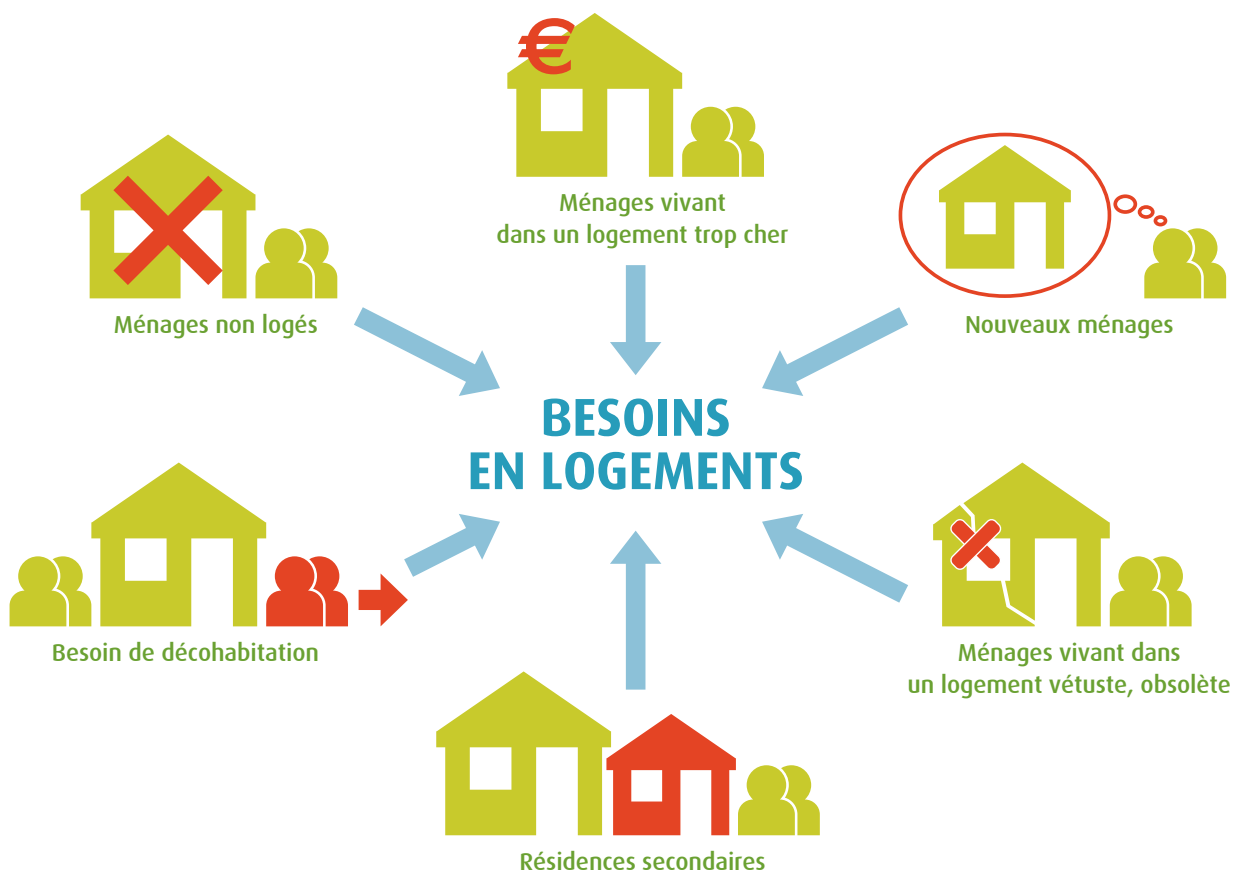 €
Ménages vivant
dans un logement trop cher
Ménages non logés
Nouveaux ménages
BESOINS
EN LOGEMENTS
Besoin de décohabitation
Ménages vivant dans
un logement vétuste, obsolète
Résidences secondaires